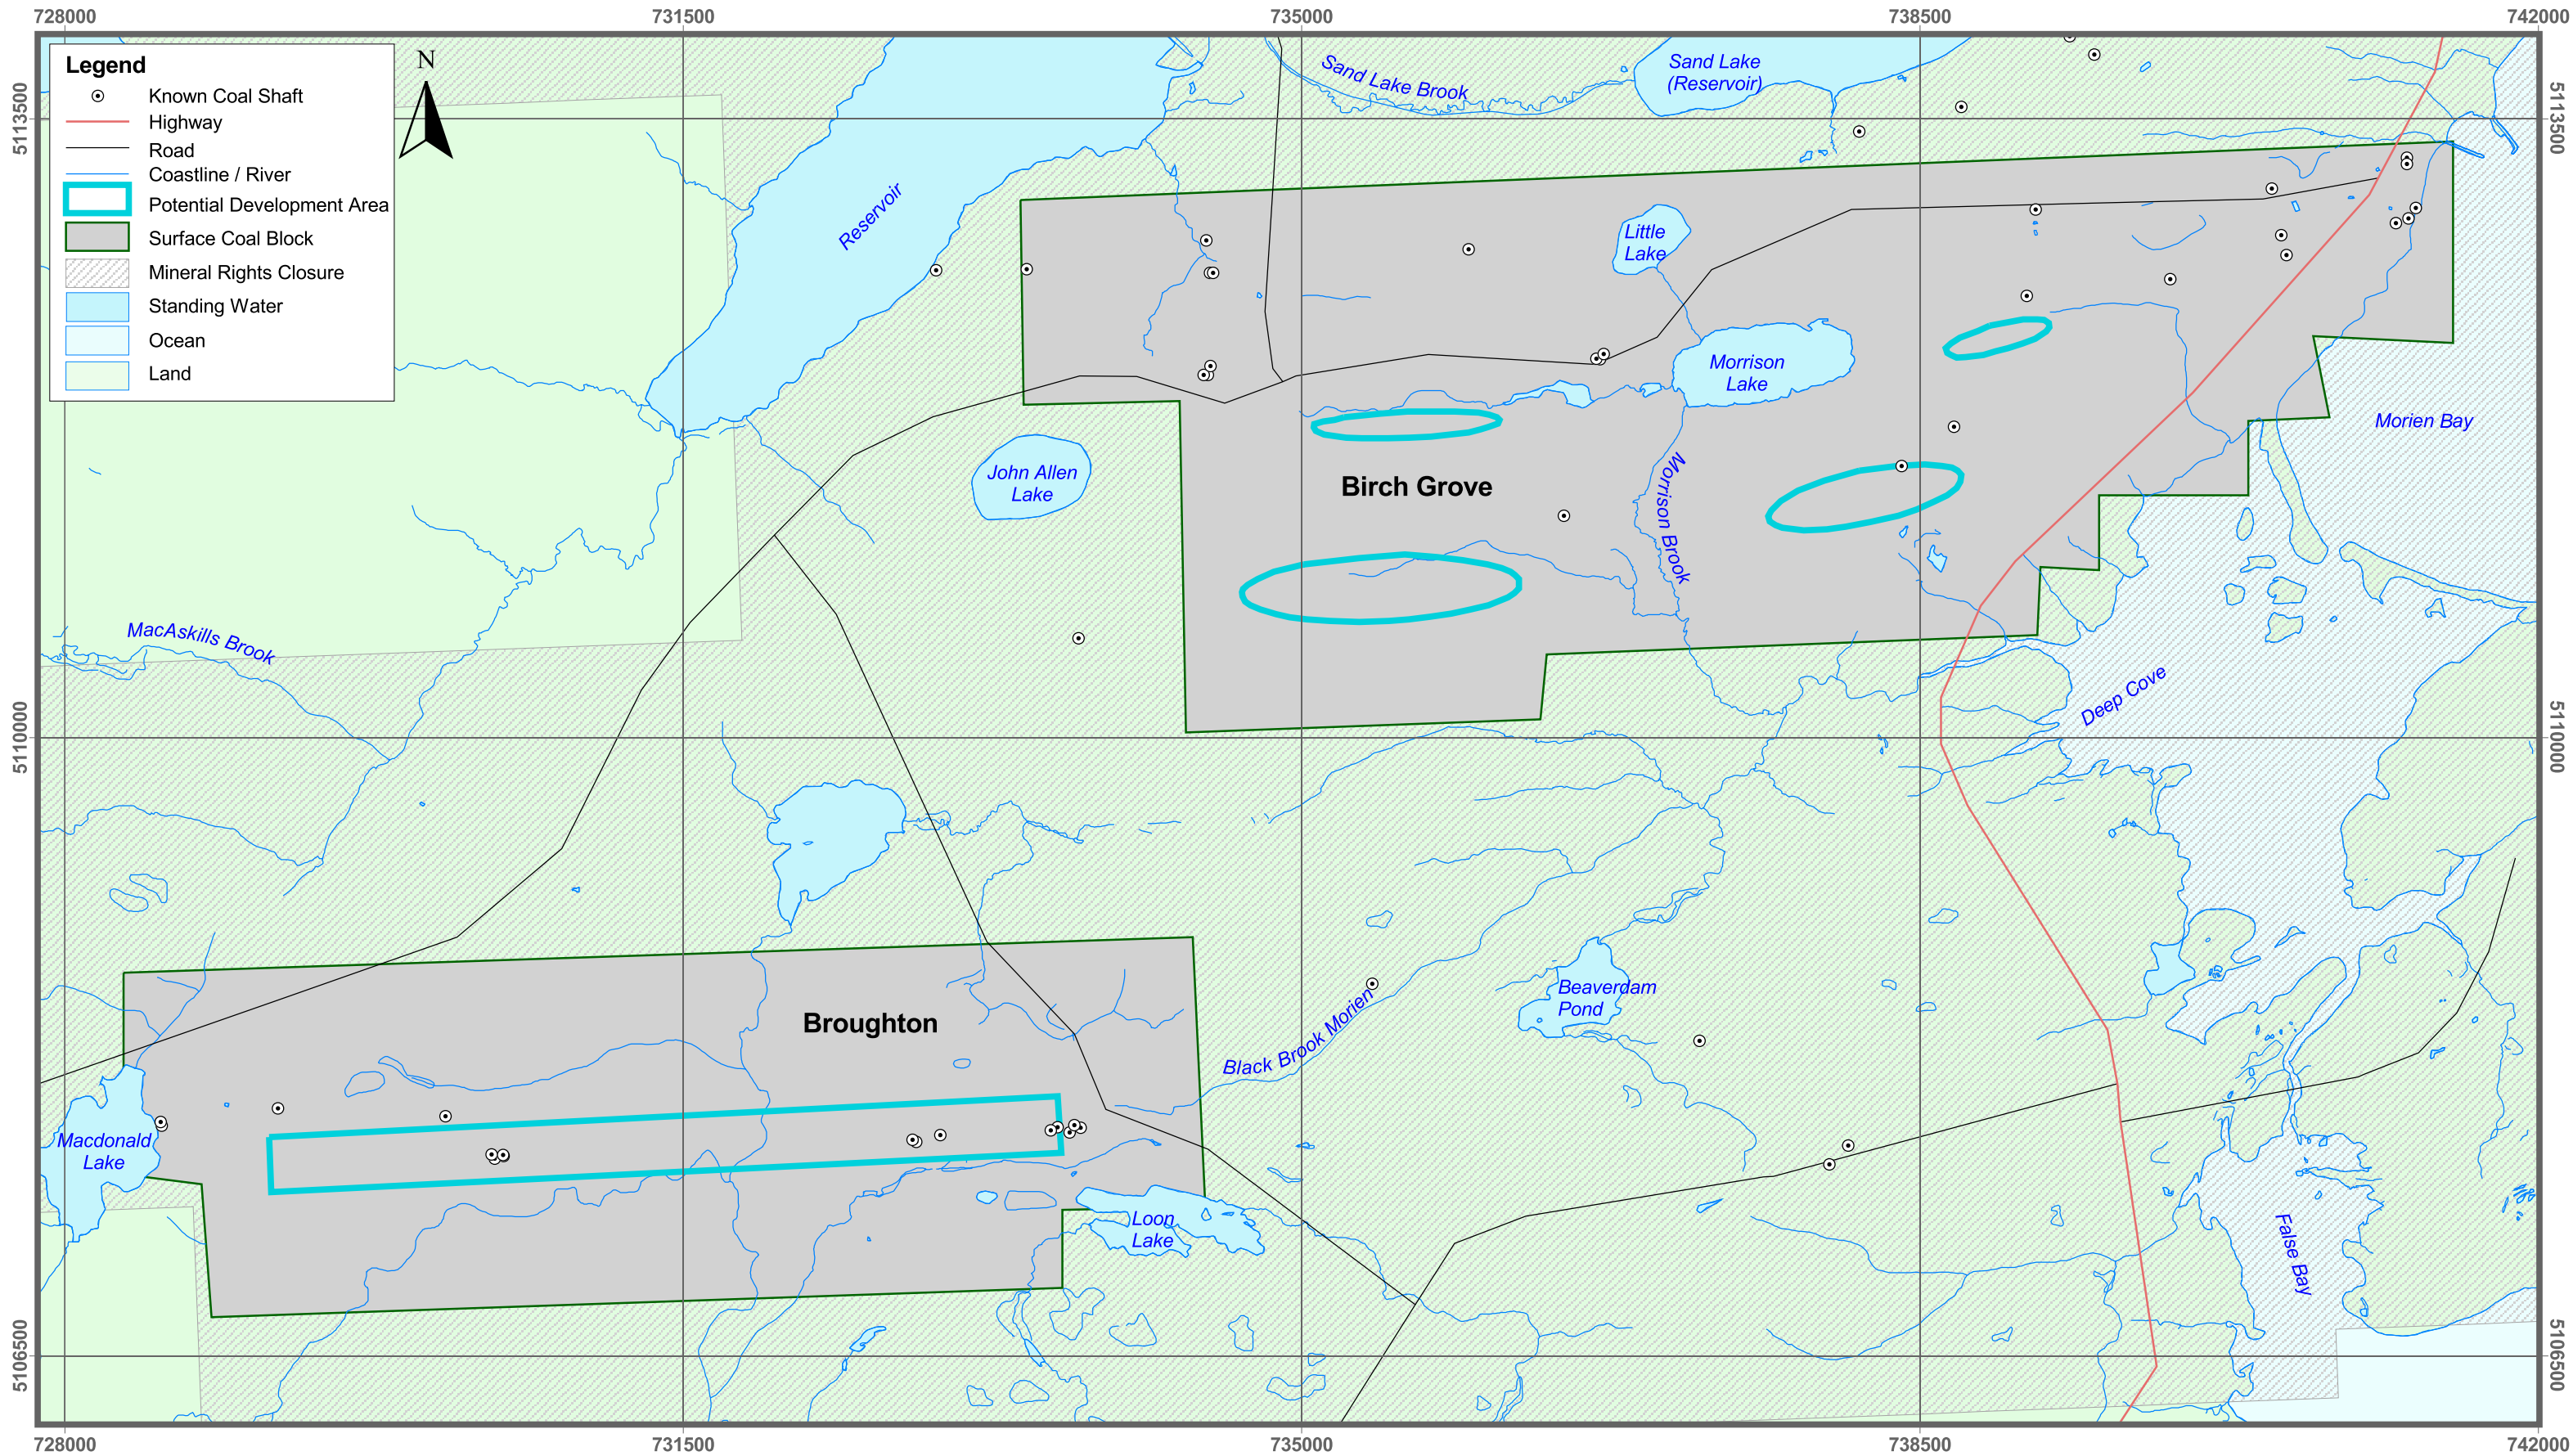 728000
731500
735000
738500
742000
Legend
Known Coal Shaft
Highway
Road
Coastline / River
Potential Development Area
Surface Coal Block
Mineral Rights Closure
Standing Water
Ocean
Land
N
5113500
5113500
Sand Lake Brook
Sand Lake
(Reservoir)
Reservoir
Little
Lake
Morrison
Lake
Morien Bay
John Allen
Lake
Birch Grove
Morrison Brook
MacAskills Brook
Deep Cove
5110000
5110000
Beaverdam
Pond
Broughton
Black Brook Morien
Macdonald
Lake
Loon
Lake
False Bay
5106500
5106500
728000
731500
735000
738500
742000